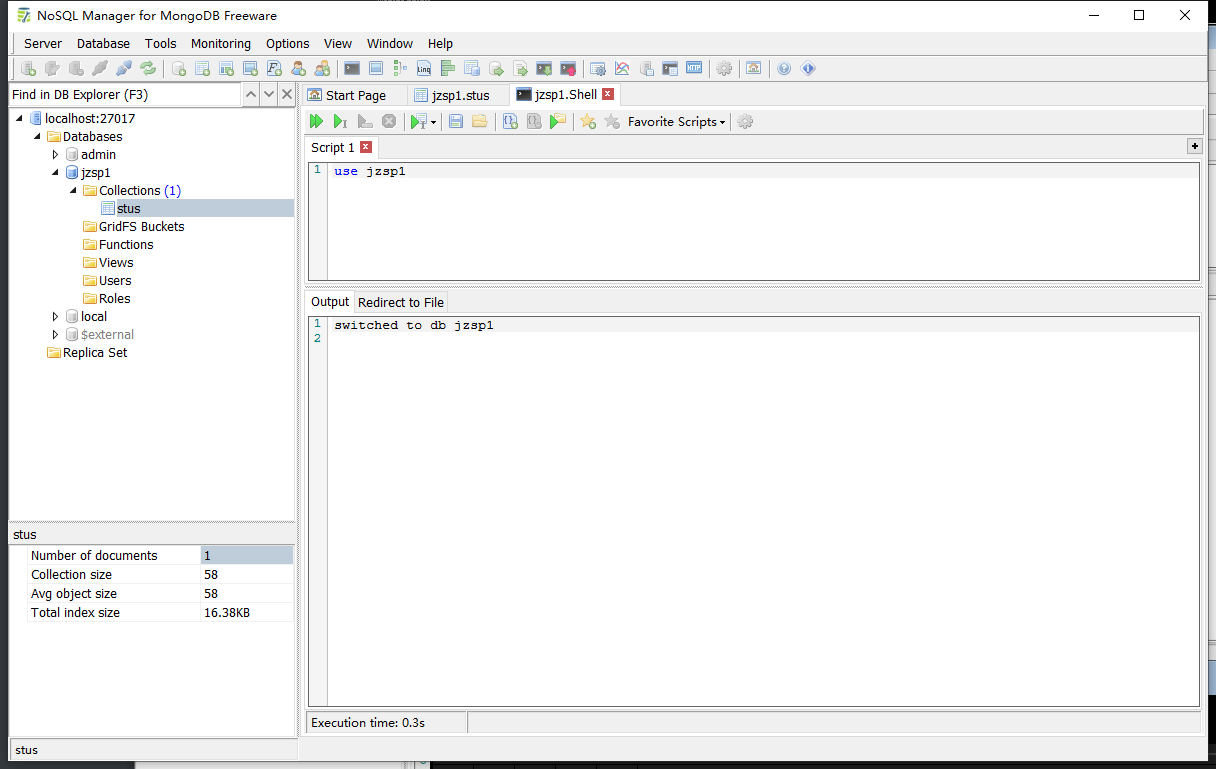 NoSQL Manager for MongoDB Freeware
Server Database Tools Monitoring Options View Window Help
Find in DB Explorer (F3)
localhost:27017
Databases
admin
jzsp1
Collections (1)
stus
GridFS Buckets
Functions
Views
Users
Roles
local
$external
Replica Set
stus
Number of documents 1
Collection size 58
Avg object size 58
Total index size 16.38KB
stus
Start Page jzsp1.stus jzsp1.Shell
Favorite Scripts
Script 1
1 use jzsp1
Output Redirect to File
1 switched to db jzsp1
2
Execution time: 0.3s